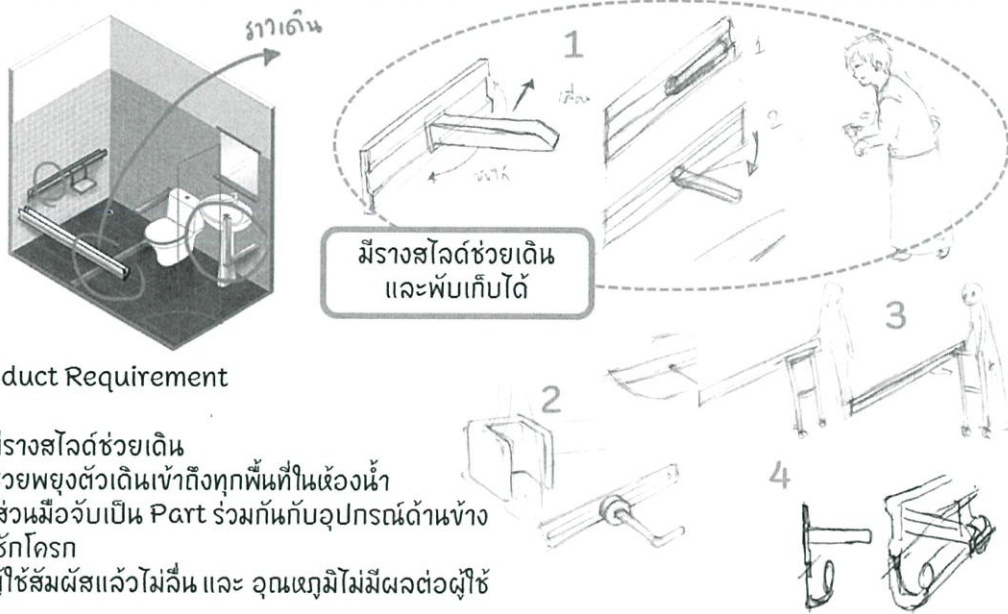 ราวเดิน
1
1
2
มีรางสไลด์ช่วยเดิน
และพับเก็บได้
3
duct Requirement
2
มีรางสไลด์ช่วยเดิน
วยพยุงตัวเดินเข้าถึงทุกพื้นที่ในห้องน้ำ
ส่วนมือจับเป็น Part ร่วมกันกับอุปกรณ์ด้านข้าง
ชักโครก
ผู้ใช้สัมผัสแล้วไม่ลื่น และ อุณหภูมิไม่มีผลต่อผู้ใช้
4